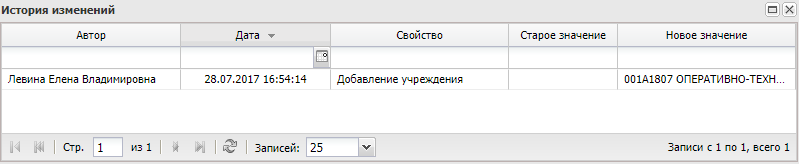 История изменений
Автор Дата Свойство Старое значение Новое значение
Левина Елена Владимировна 28.07.2017 16:54:14 Добавление учреждения 001А1807 ОПЕРАТИВНО-ТЕХН...
Стр. 1 из 1 Записей: 25 Записи с 1 по 1, всего 1